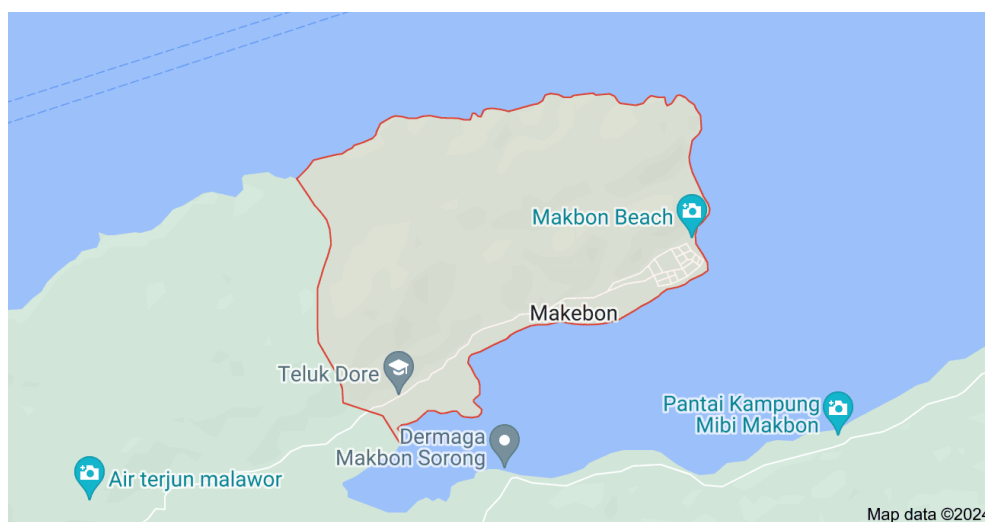 Makbon Beach
Makebon
Teluk Dore
Pantai Kampung
Mibi Makbon
Dermaga
Makbon Sorong
Air terjun malawor
Map data ©2024